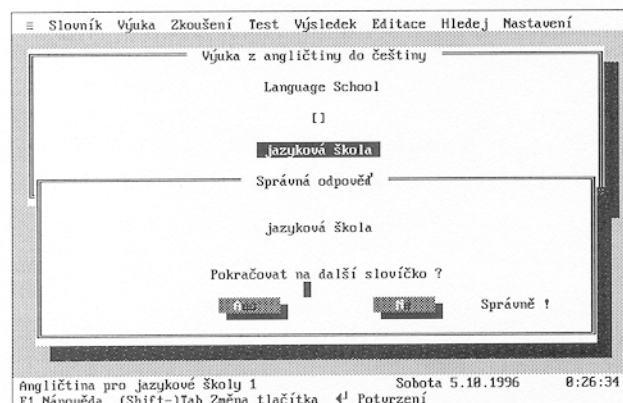 ≡ Slovník Výuka Zkoušení Test Výsledek Editace Hledej Nastavení
Výuka z angličtiny do češtiny
Language School
[]
jazyková škola
Správná odpověď
jazyková škola
Pokračovat na další slovíčko ?
Ano Ne Správně !
Angličtina pro jazykové školy 1 Sobota 5.10.1996 0:26:34
F1 Nápověda (Shift-)Tab Změna tlačítka ↵ Potvrzení